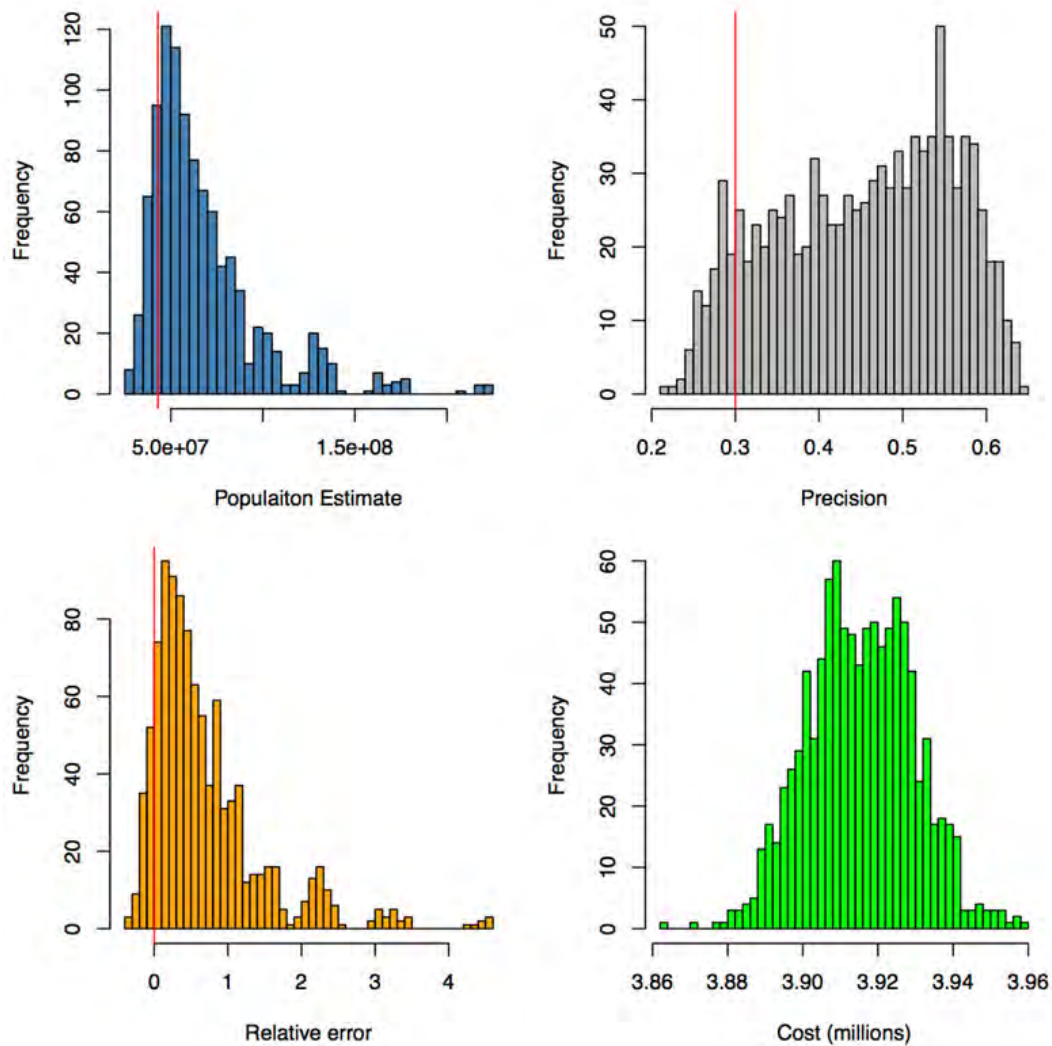 Frequency
0 20 40 60 80 100 120
5.0e+07 1.5e+08
Populaiton Estimate
Frequency
0 10 20 30 40 50
0.2 0.3 0.4 0.5 0.6
Precision
Frequency
0 20 40 60 80
0 1 2 3 4
Relative error
Frequency
0 10 20 30 40 50 60
3.86 3.88 3.90 3.92 3.94 3.96
Cost (millions)